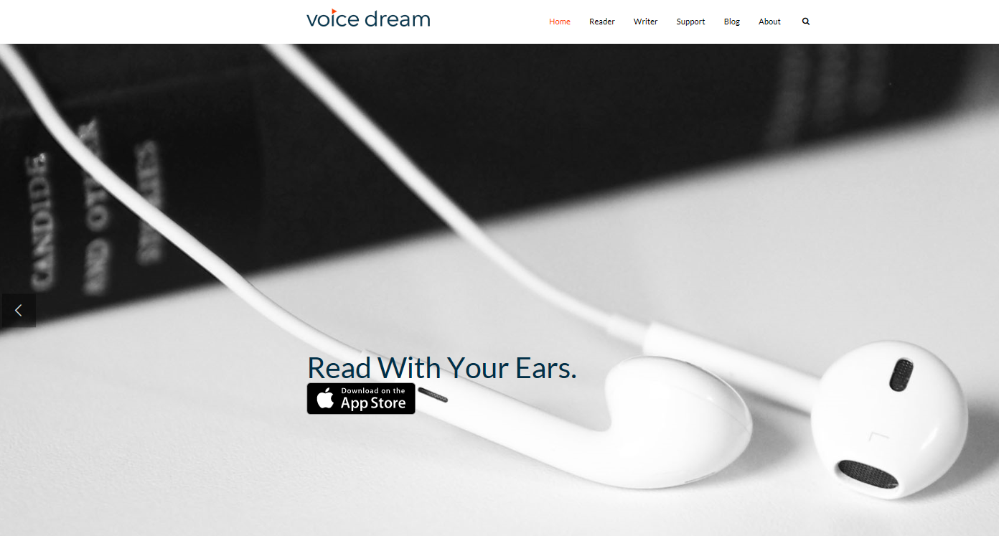 voice dream
Home Reader Writer Support Blog About
CANDIDE
AND OTHER
STORIES
Read With Your Ears.
Download on the
App Store